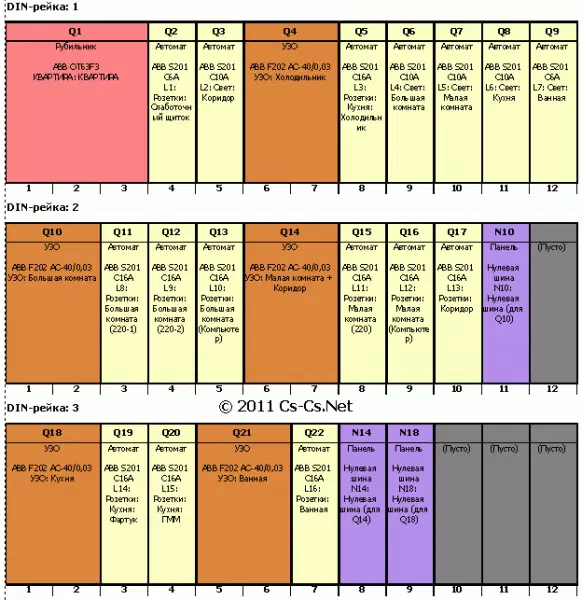 DIN-рейка: 1
Q1 Q2 Q3 Q4 Q5 Q6 Q7 Q8 Q9
Рубильник Автомат Автомат УЗО Автомат Автомат Автомат Автомат Автомат
ABB OT63F3 ABB S201 ABB S201 ABB F202 AC-40/0,03 ABB S201 ABB S201 ABB S201 ABB S201 ABB S201
КВАРТИРА: КВАРТИРА C6A C10A УЗО: Холодильник C16A C10A C10A C10A C6A
L1: L2: Свет: L3: L4: Свет: L5: Свет: L6: Свет: L7: Свет:
Розетки: Коридор Розетки: Большая Малая Кухня Ванная
Слаботочн Кухня: комната комната
ый щиток Холодильн
ик
1 2 3 4 5 6 7 8 9 10 11 12
DIN-рейка: 2
Q10 Q11 Q12 Q13 Q14 Q15 Q16 Q17 N10
УЗО Автомат Автомат Автомат УЗО Автомат Автомат Автомат Панель (Пусто)
ABB F202 AC-40/0,03 ABB S201 ABB S201 ABB S201 ABB F202 AC-40/0,03 ABB S201 ABB S201 ABB S201 Нулевая
УЗО: Большая комната C16A C16A C16A УЗО: Малая комната + C16A C16A C16A шина
L8: L9: L10: Коридор L11: L12: L13: N10:
Розетки: Розетки: Розетки: Розетки: Розетки: Розетки: Нулевая
Большая Большая Большая Малая Малая Коридор шина (для
комната комната комната комната комната Q10)
(220-1) (220-2) (Компьюте (220) (Компьюте
р) р)
1 2 3 4 5 6 7 8 9 10 11 12
DIN-рейка: 3
© 2011 Cs-Cs.Net
Q18 Q19 Q20 Q21 Q22 N14 N18
УЗО Автомат Автомат УЗО Автомат Панель Панель (Пусто) (Пусто) (Пусто)
ABB F202 AC-40/0,03 ABB S201 ABB S201 ABB F202 AC-40/0,03 ABB S201 Нулевая Нулевая
УЗО: Кухня C16A C16A УЗО: Ванная C16A шина шина
L14: L15: L16: N14: N18:
Розетки: Розетки: Розетки: Нулевая Нулевая
Кухня: Кухня: Ванная шина (для шина (для
Фартук ПММ Q14) Q18)
1 2 3 4 5 6 7 8 9 10 11 12